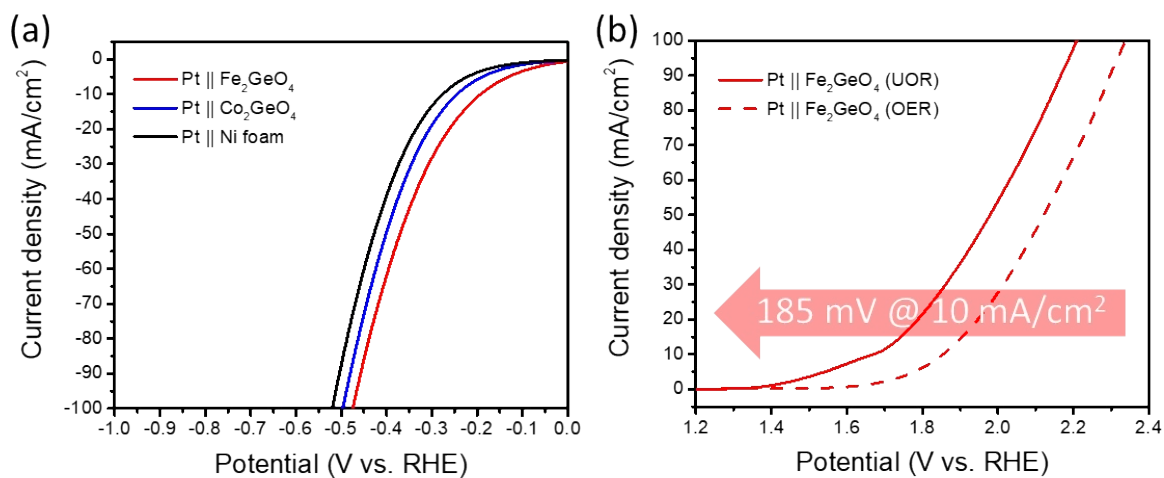 (a)
0
-10
-20
-30
-40
-50
-60
-70
-80
-90
-100
Current density (mA/cm²)
Pt || Fe₂GeO₄
Pt || Co₂GeO₄
Pt || Ni foam
-1.0 -0.9 -0.8 -0.7 -0.6 -0.5 -0.4 -0.3 -0.2 -0.1 0.0
Potential (V vs. RHE)
(b)
100
90
80
70
60
50
40
30
20
10
0
Current density (mA/cm²)
Pt || Fe₂GeO₄ (UOR)
Pt || Fe₂GeO₄ (OER)
185 mV @ 10 mA/cm²
1.2 1.4 1.6 1.8 2.0 2.2 2.4
Potential (V vs. RHE)